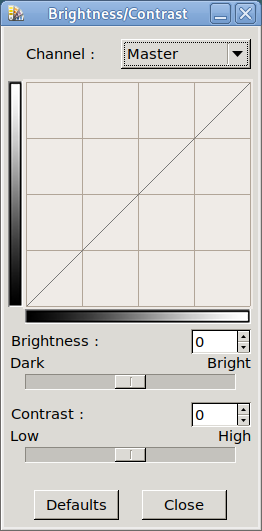 Brightness/Contrast
Channel : Master
Brightness : 0
Dark Bright
Contrast : 0
Low High
Defaults Close